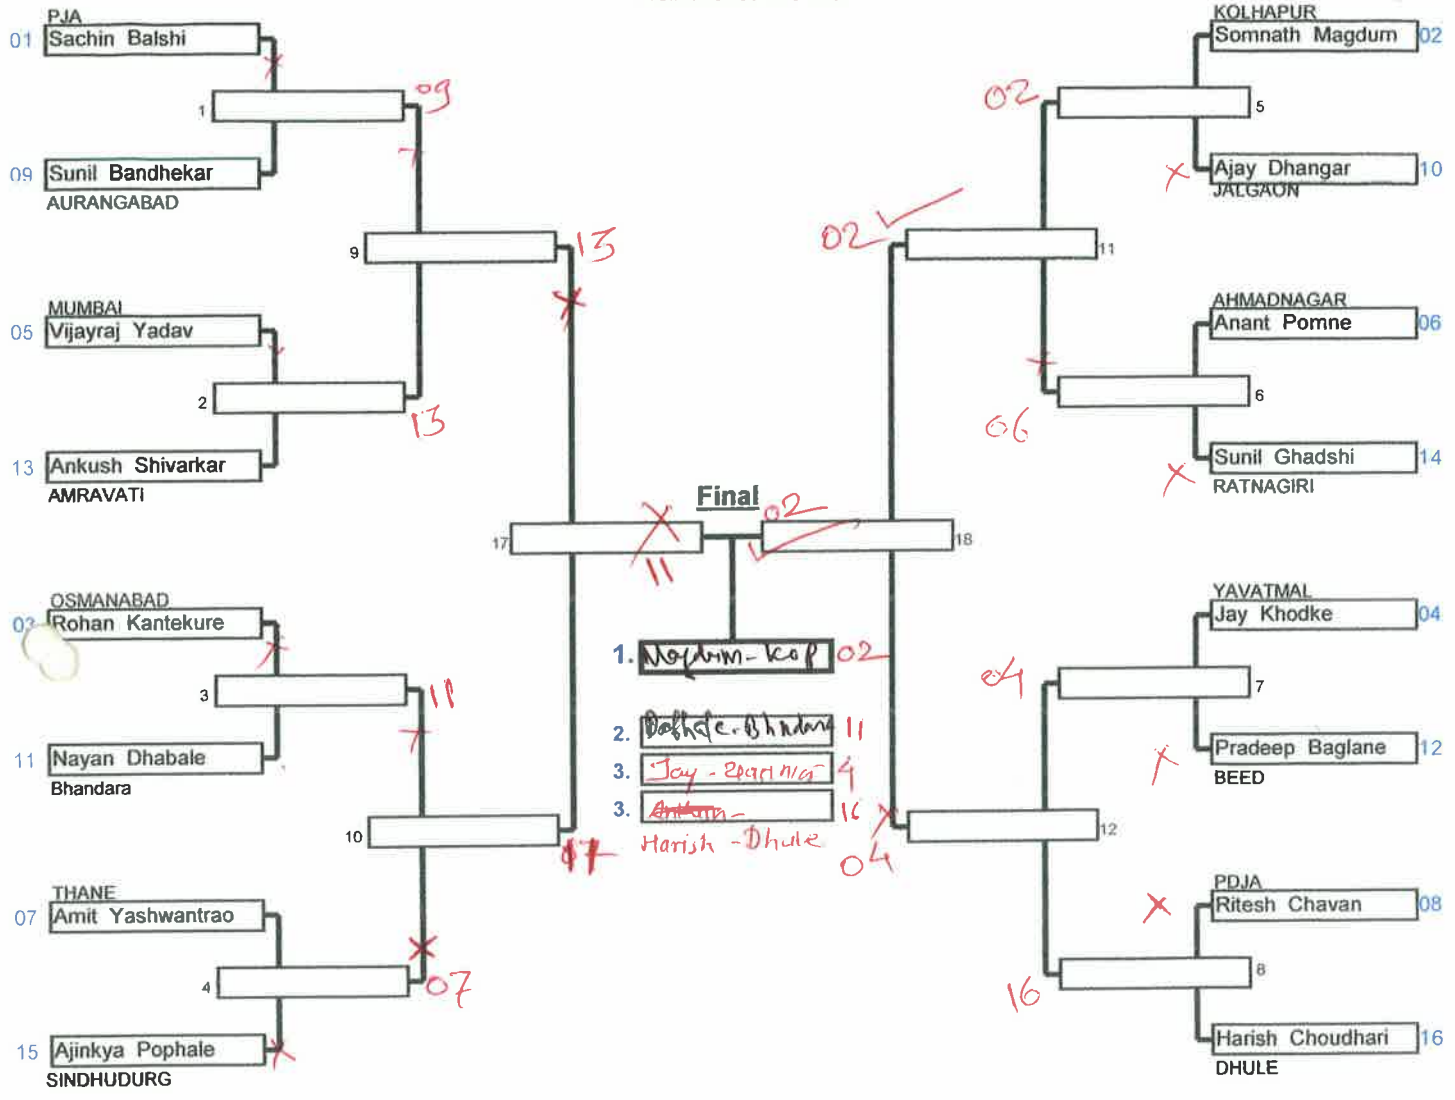 PJA
01 Sachin Balshi
1
09
09 Sunil Bandhekar
AURANGABAD
9
13
MUMBAI
05 Vijayraj Yadav
2
13
13 Ankush Shivarkar
AMRAVATI
17
11
OSMANABAD
03 Rohan Kantekure
3
11
11 Nayan Dhabale
Bhandara
10
THANE
07 Amit Yashwantrao
4
07
15 Ajinkya Pophale
SINDHUDURG
Final
02
1. 02
2. 11
3. Jay - 4
3. 16
Harish - Dhule
KOLHAPUR
Somnath Magdum 02
02
5
Ajay Dhangar 10
JALGAON
02
11
AHMADNAGAR
Anant Pomne 06
6
06
Sunil Ghadshi 14
RATNAGIRI
18
YAVATMAL
Jay Khodke 04
04
7
Pradeep Baglane 12
BEED
12
04
PDJA
Ritesh Chavan 08
8
16
Harish Choudhari 16
DHULE